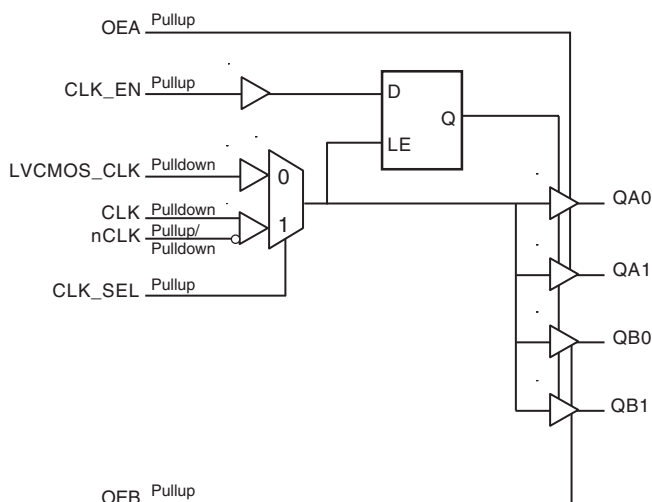 OEA Pullup
CLK_EN Pullup
D
Q
LE
LVCMOS_CLK Pulldown
0
CLK Pulldown
nCLK Pullup/
Pulldown
1
CLK_SEL Pullup
QA0
QA1
QB0
QB1
OEB Pullup